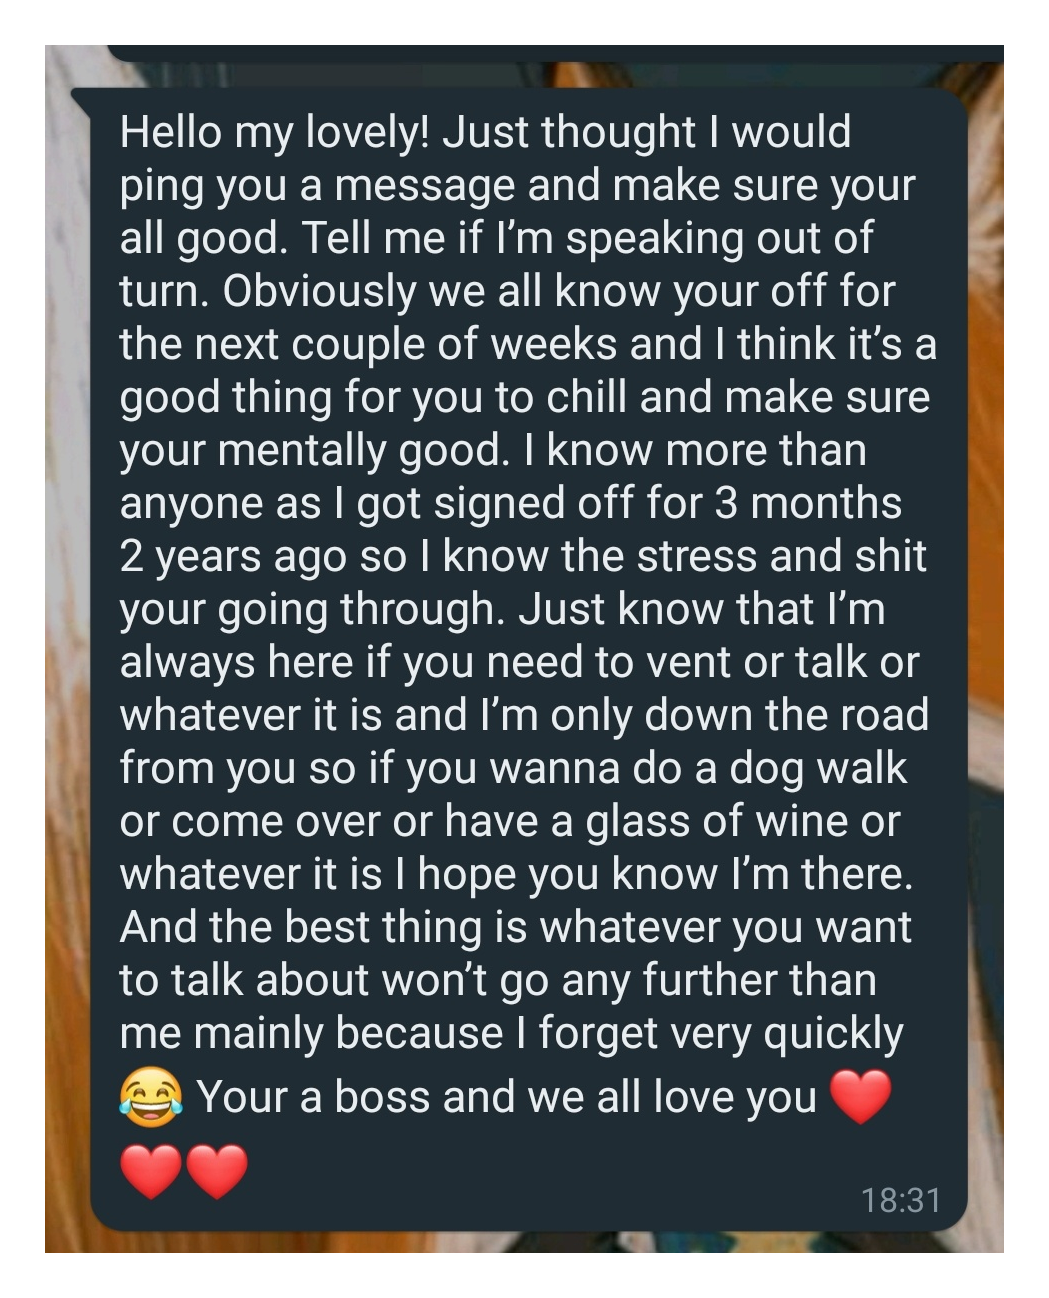 Hello my lovely! Just thought I would
ping you a message and make sure your
all good. Tell me if I’m speaking out of
turn. Obviously we all know your off for
the next couple of weeks and I think it’s a
good thing for you to chill and make sure
your mentally good. I know more than
anyone as I got signed off for 3 months
2 years ago so I know the stress and shit
your going through. Just know that I’m
always here if you need to vent or talk or
whatever it is and I’m only down the road
from you so if you wanna do a dog walk
or come over or have a glass of wine or
whatever it is I hope you know I’m there.
And the best thing is whatever you want
to talk about won’t go any further than
me mainly because I forget very quickly
😂 Your a boss and we all love you ❤️
❤️❤️
18:31